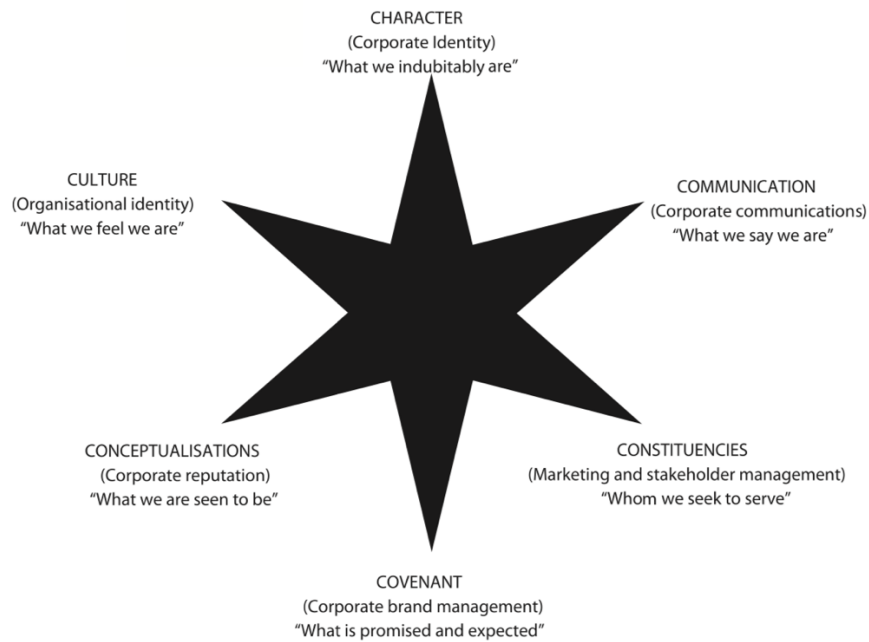 CHARACTER
(Corporate Identity)
“What we indubitably are”
CULTURE
(Organisational identity)
“What we feel we are”
COMMUNICATION
(Corporate communications)
“What we say we are”
CONCEPTUALISATIONS
(Corporate reputation)
“What we are seen to be”
CONSTITUENCIES
(Marketing and stakeholder management)
“Whom we seek to serve”
COVENANT
(Corporate brand management)
“What is promised and expected”